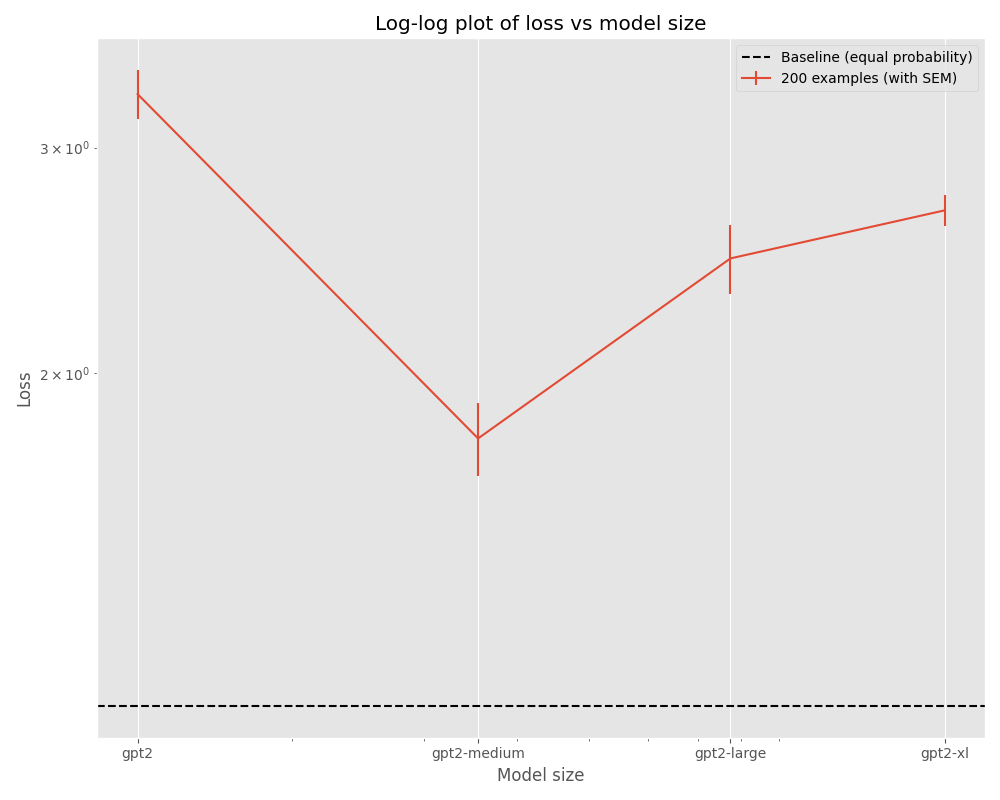 Log-log plot of loss vs model size
Baseline (equal probability)
200 examples (with SEM)
3 × 10⁰
2 × 10⁰
Loss
gpt2
gpt2-medium
gpt2-large
gpt2-xl
Model size